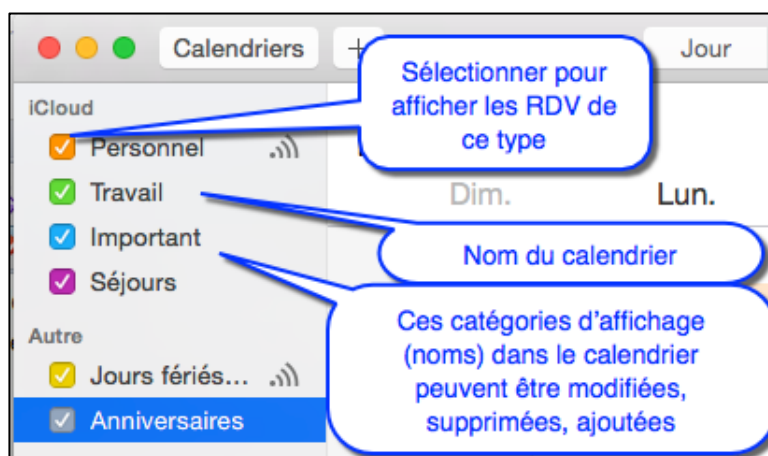 Calendriers
+
Jour
Sélectionner pour
afficher les RDV de
ce type
iCloud
Personnel
Travail
Important
Séjours
Dim.
Lun.
Nom du calendrier
Ces catégories d'affichage
(noms) dans le calendrier
peuvent être modifiées,
supprimées, ajoutées
Autre
Jours fériés...
Anniversaires